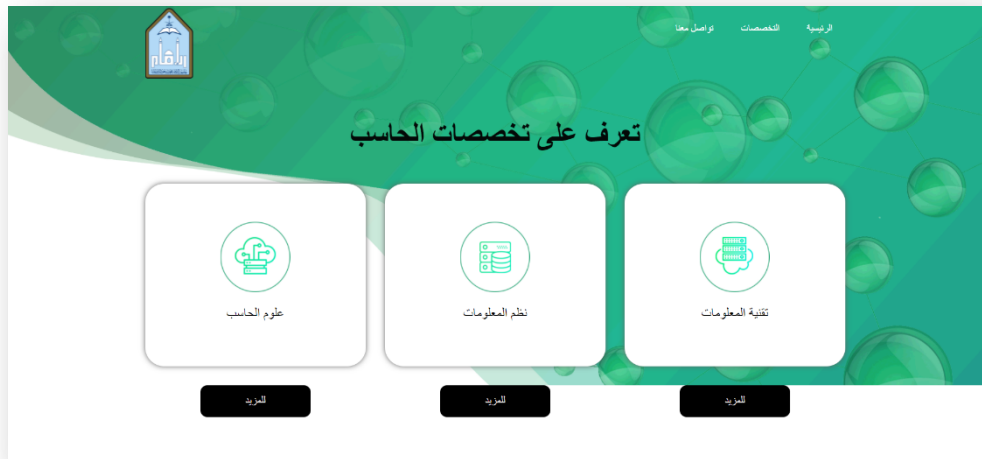 الرئيسية
التخصصات
تواصل معنا
تعرف على تخصصات الحاسب
تقنية المعلومات
نظم المعلومات
علوم الحاسب
للمزيد
للمزيد
للمزيد